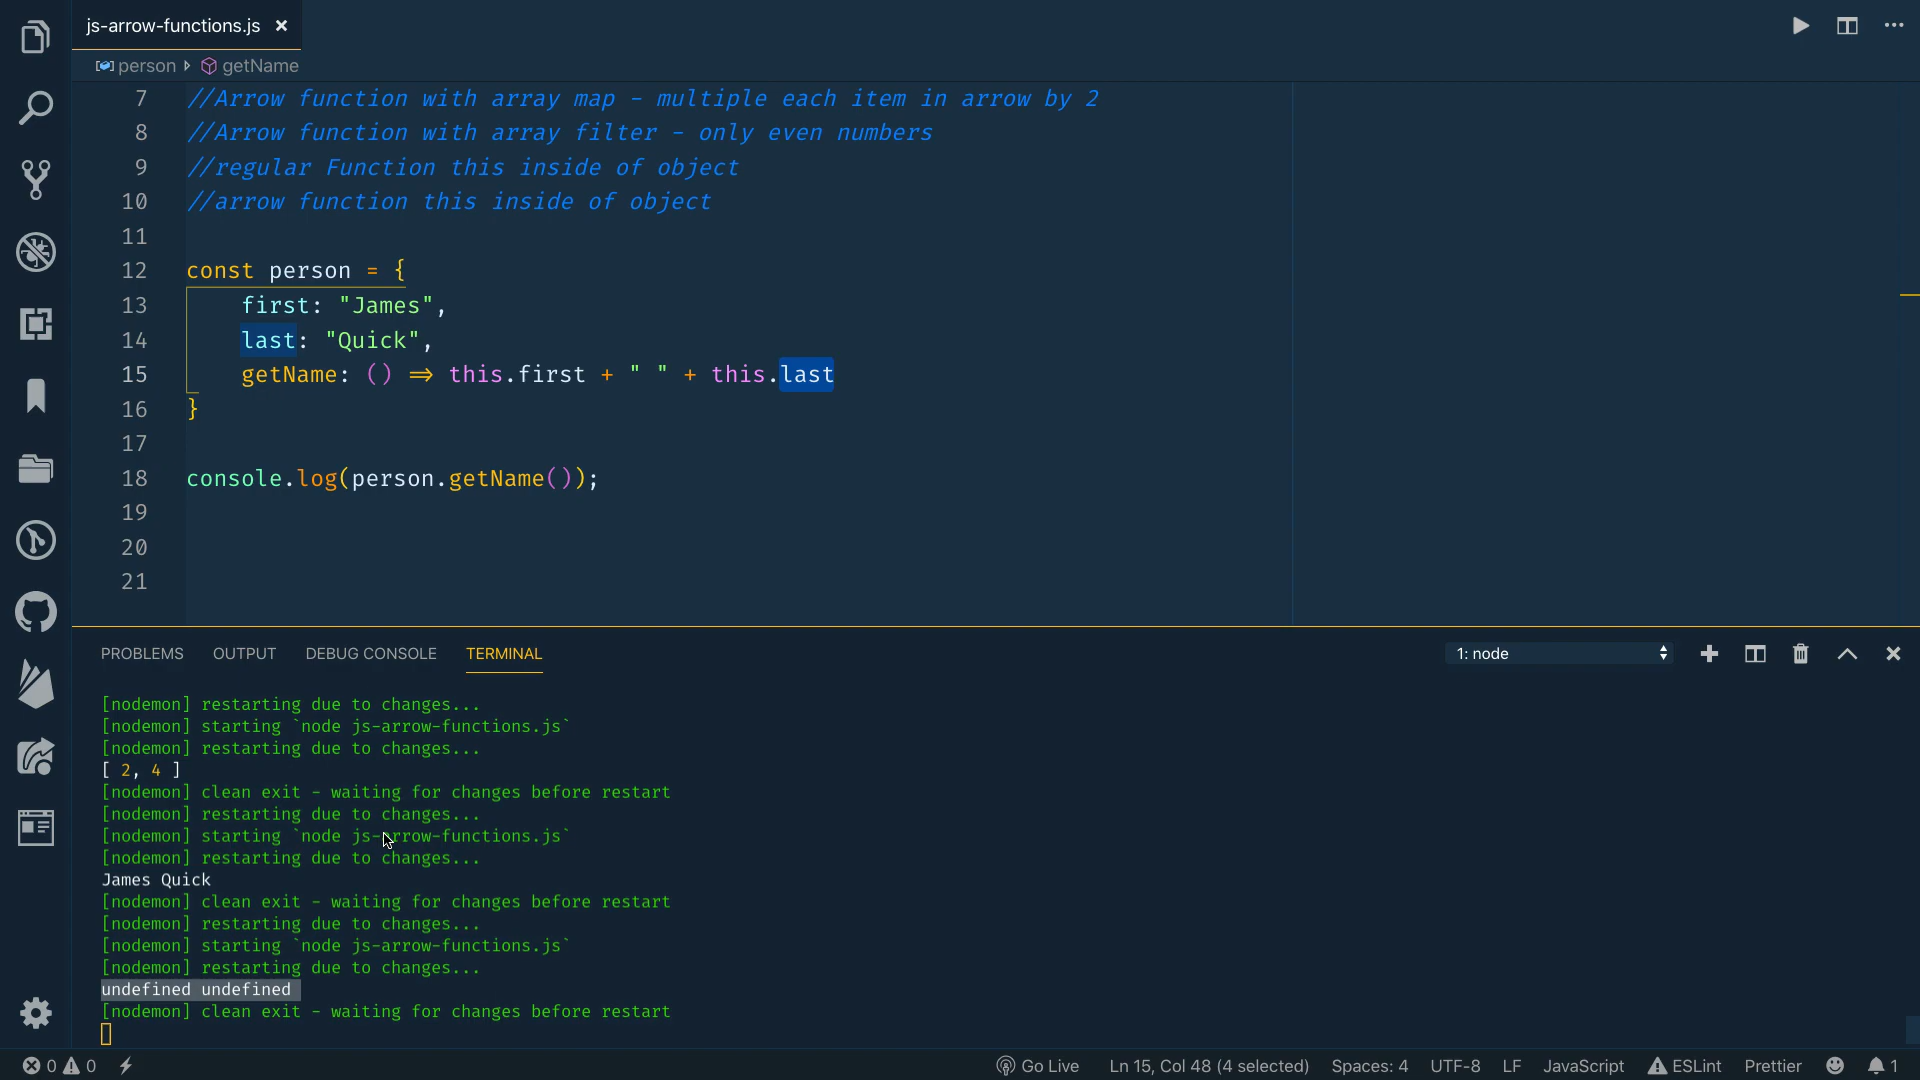 js-arrow-functions.js
person getName
7 //Arrow function with array map - multiple each item in arrow by 2
8 //Arrow function with array filter - only even numbers
9 //regular Function this inside of object
10 //arrow function this inside of object
11
12 const person = {
13 first: "James",
14 last: "Quick",
15 getName: () => this.first + " " + this.last
16 }
17
18 console.log(person.getName());
19
20
21
PROBLEMS OUTPUT DEBUG CONSOLE TERMINAL 1: node
[nodemon] restarting due to changes...
[nodemon] starting `node js-arrow-functions.js`
[nodemon] restarting due to changes...
[ 2, 4 ]
[nodemon] clean exit - waiting for changes before restart
[nodemon] restarting due to changes...
[nodemon] starting `node js-arrow-functions.js`
[nodemon] restarting due to changes...
James Quick
[nodemon] clean exit - waiting for changes before restart
[nodemon] restarting due to changes...
[nodemon] starting `node js-arrow-functions.js`
[nodemon] restarting due to changes...
undefined undefined
[nodemon] clean exit - waiting for changes before restart
0 0 Go Live Ln 15, Col 48 (4 selected) Spaces: 4 UTF-8 LF JavaScript ESLint Prettier 1